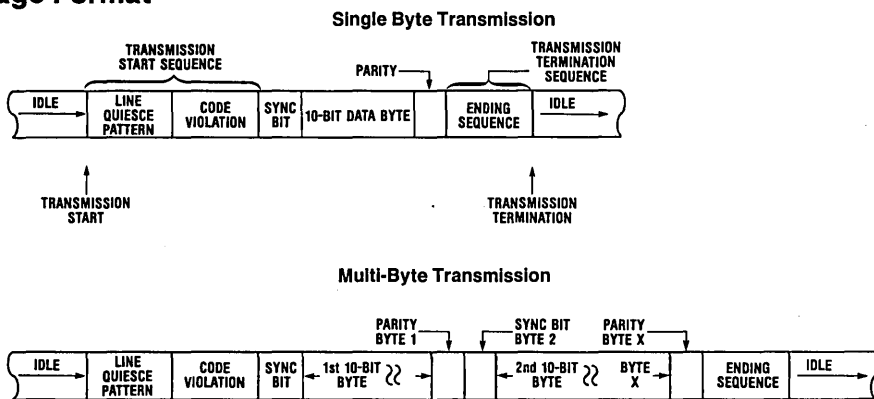 Single Byte Transmission
TRANSMISSION
START SEQUENCE
PARITY
TRANSMISSION
TERMINATION
SEQUENCE
IDLE
LINE
QUIESCE
PATTERN
CODE
VIOLATION
SYNC
BIT
10-BIT DATA BYTE
ENDING
SEQUENCE
IDLE
TRANSMISSION
START
TRANSMISSION
TERMINATION
Multi-Byte Transmission
PARITY
BYTE 1
SYNC BIT
BYTE 2
PARITY
BYTE X
IDLE
LINE
QUIESCE
PATTERN
CODE
VIOLATION
SYNC
BIT
1st 10-BIT
BYTE
2nd 10-BIT
BYTE
BYTE
X
ENDING
SEQUENCE
IDLE